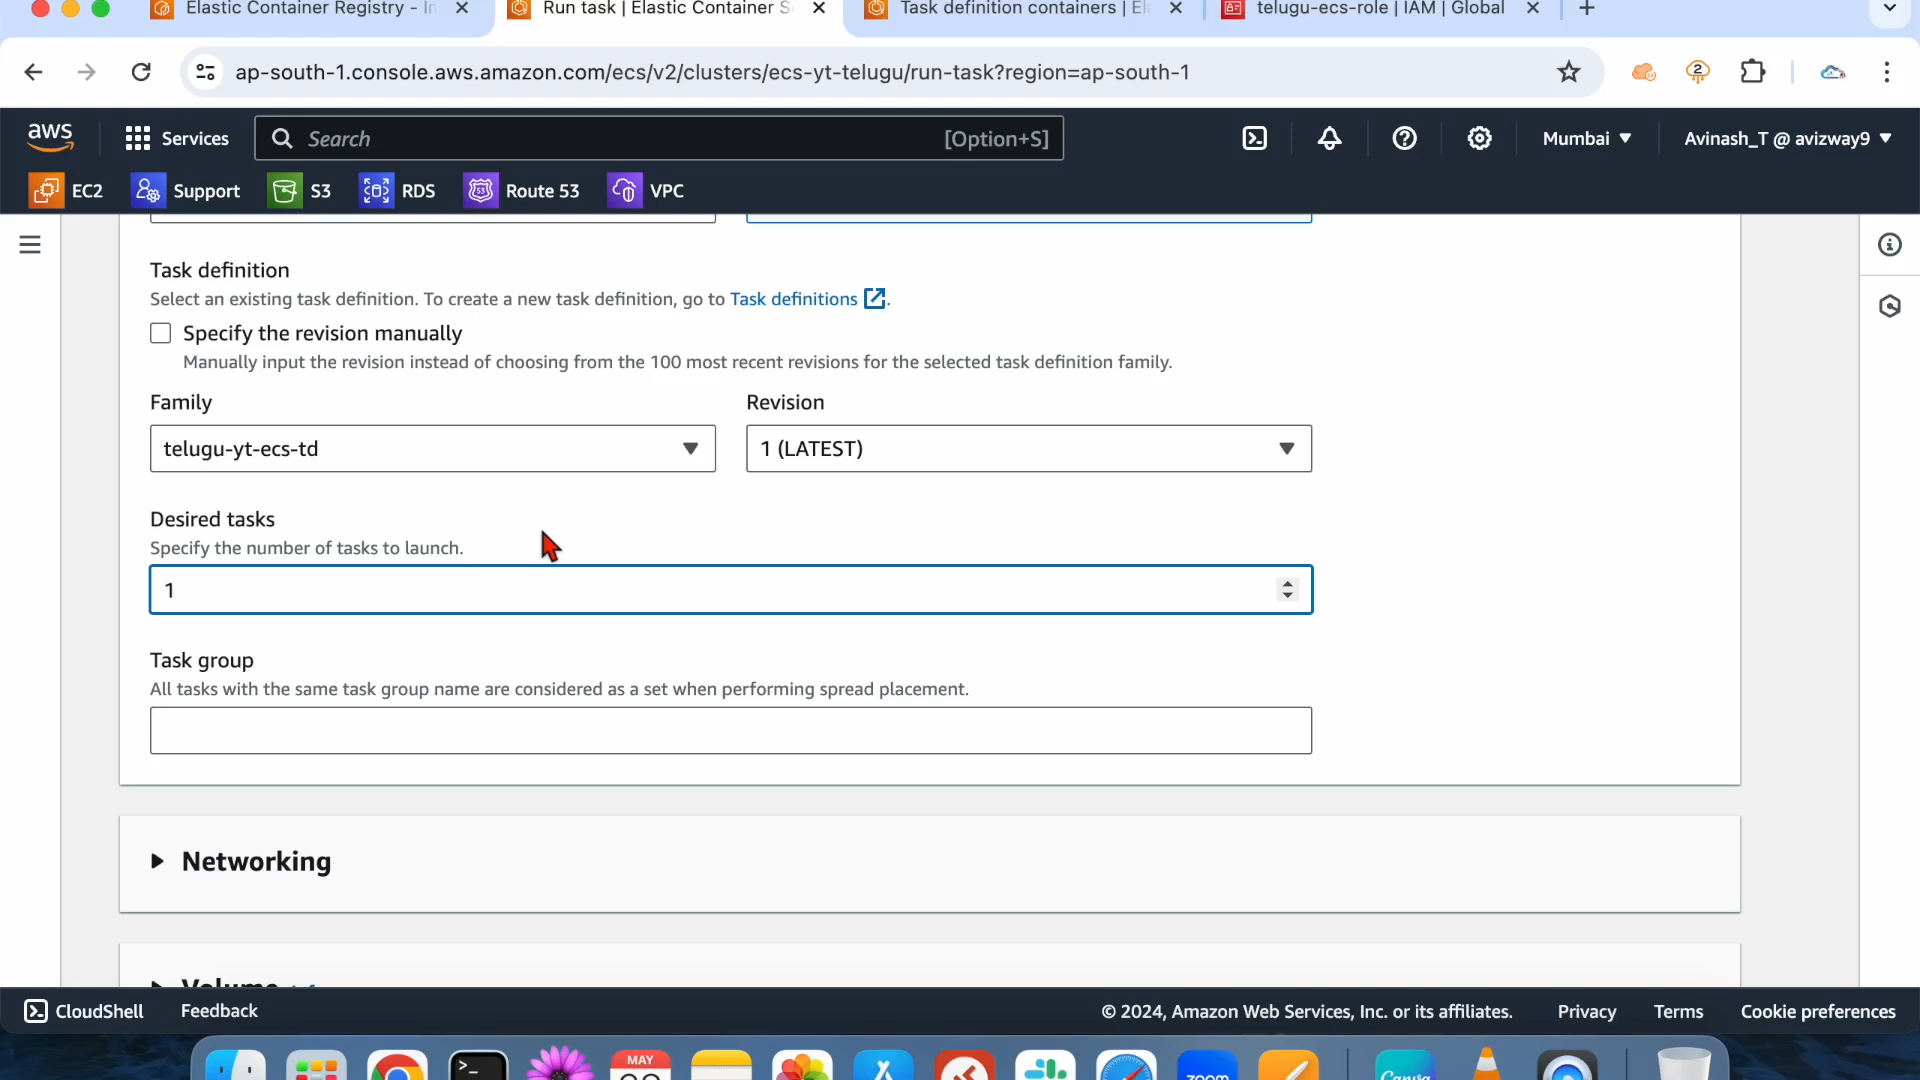 Elastic Container Registry - In
Run task | Elastic Container S
Task definition containers | El
telugu-ecs-role | IAM | Global
ap-south-1.console.aws.amazon.com/ecs/v2/clusters/ecs-yt-telugu/run-task?region=ap-south-1
2
aws
Services
Search
[Option+S]
Mumbai
Avinash_T @ avizway9
EC2
Support
S3
RDS
Route 53
VPC
Task definition
Select an existing task definition. To create a new task definition, go to Task definitions.
Specify the revision manually
Manually input the revision instead of choosing from the 100 most recent revisions for the selected task definition family.
Family
Revision
telugu-yt-ecs-td
1 (LATEST)
Desired tasks
Specify the number of tasks to launch.
1
Task group
All tasks with the same task group name are considered as a set when performing spread placement.
Networking
Volume
CloudShell
Feedback
© 2024, Amazon Web Services, Inc. or its affiliates.
Privacy
Terms
Cookie preferences
MAY
zoom
Canva